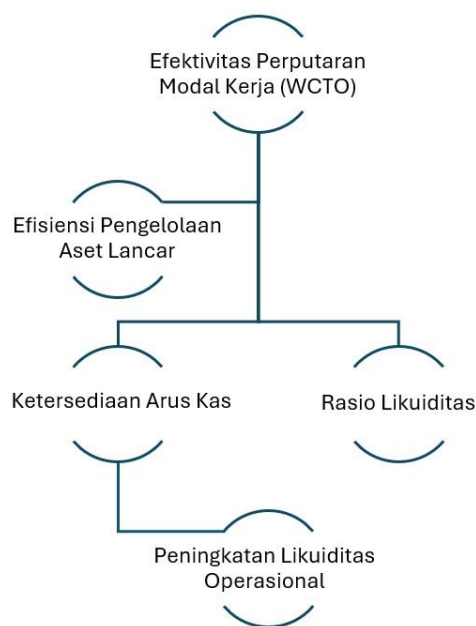 Efektivitas Perputaran
Modal Kerja (WCTO)
Efisiensi Pengelolaan
Aset Lancar
Ketersediaan Arus Kas
Rasio Likuiditas
Peningkatan Likuiditas
Operasional